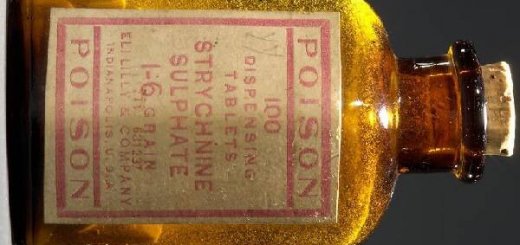 POISON
100
DISPENSING
TABLETS
STRYCHNINE
SULPHATE
1-6 GRAIN
ELI LILLY & COMPANY
INDIANAPOLIS, U.S.A.
POISON